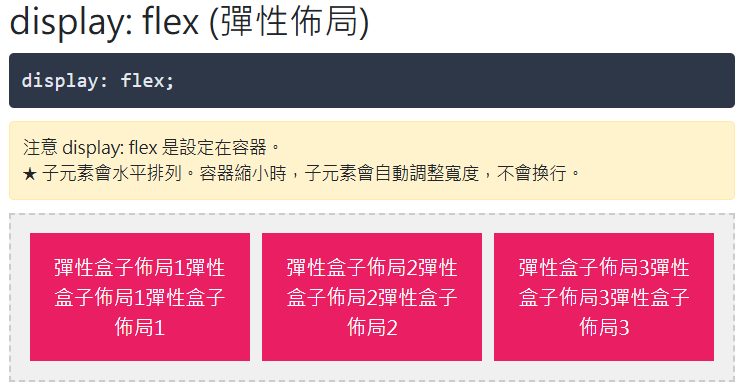 display: flex (彈性佈局)
display: flex;
注意 display: flex 是設定在容器。
★ 子元素會水平排列。容器縮小時，子元素會自動調整寬度，不會換行。
彈性盒子佈局1彈性
盒子佈局1彈性盒子
佈局1
彈性盒子佈局2彈性
盒子佈局2彈性盒子
佈局2
彈性盒子佈局3彈性
盒子佈局3彈性盒子
佈局3